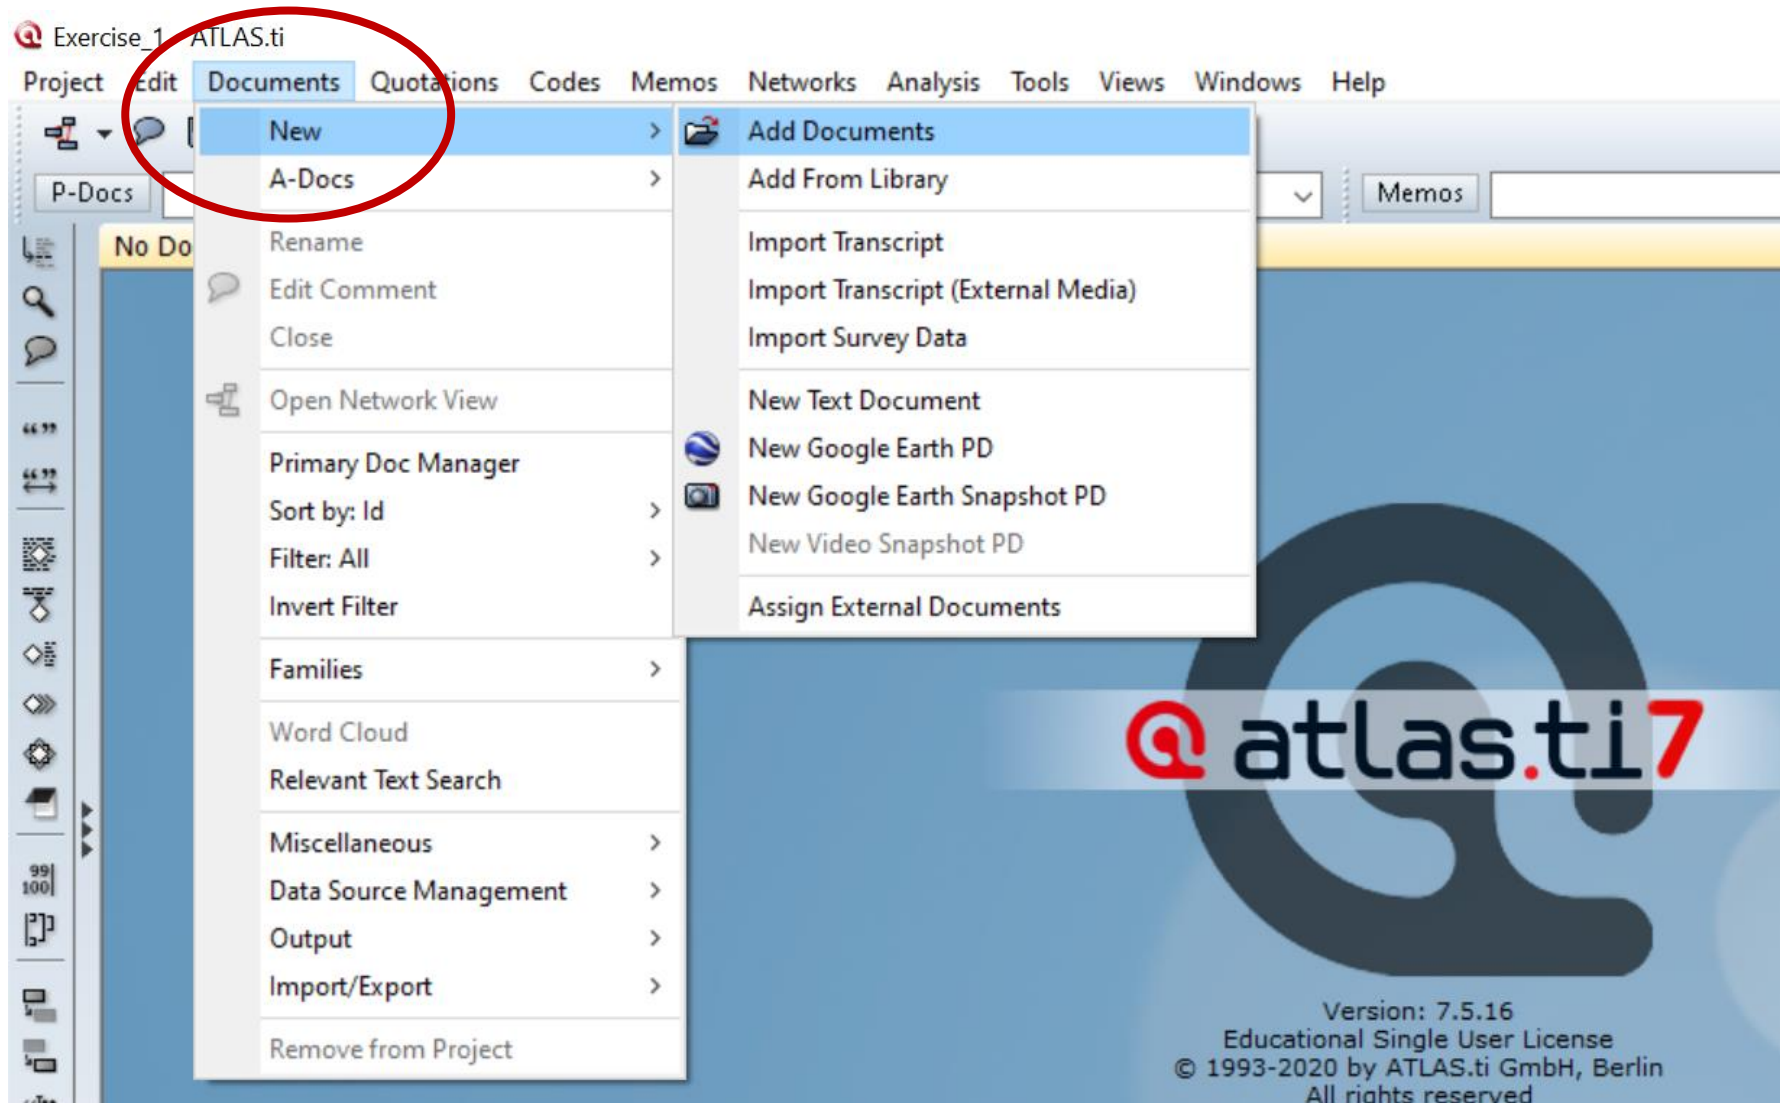 Exercise_1 ATLAS.ti
Project Edit Documents Quotations Codes Memos Networks Analysis Tools Views Windows Help
New
A-Docs
Rename
Edit Comment
Close
Open Network View
Primary Doc Manager
Sort by: Id
Filter: All
Invert Filter
Families
Word Cloud
Relevant Text Search
Miscellaneous
Data Source Management
Output
Import/Export
Remove from Project
Add Documents
Add From Library
Import Transcript
Import Transcript (External Media)
Import Survey Data
New Text Document
New Google Earth PD
New Google Earth Snapshot PD
New Video Snapshot PD
Assign External Documents
P-Docs
Memos
No Do
99
100
atlas.ti7
Version: 7.5.16
Educational Single User License
© 1993-2020 by ATLAS.ti GmbH, Berlin
All rights reserved